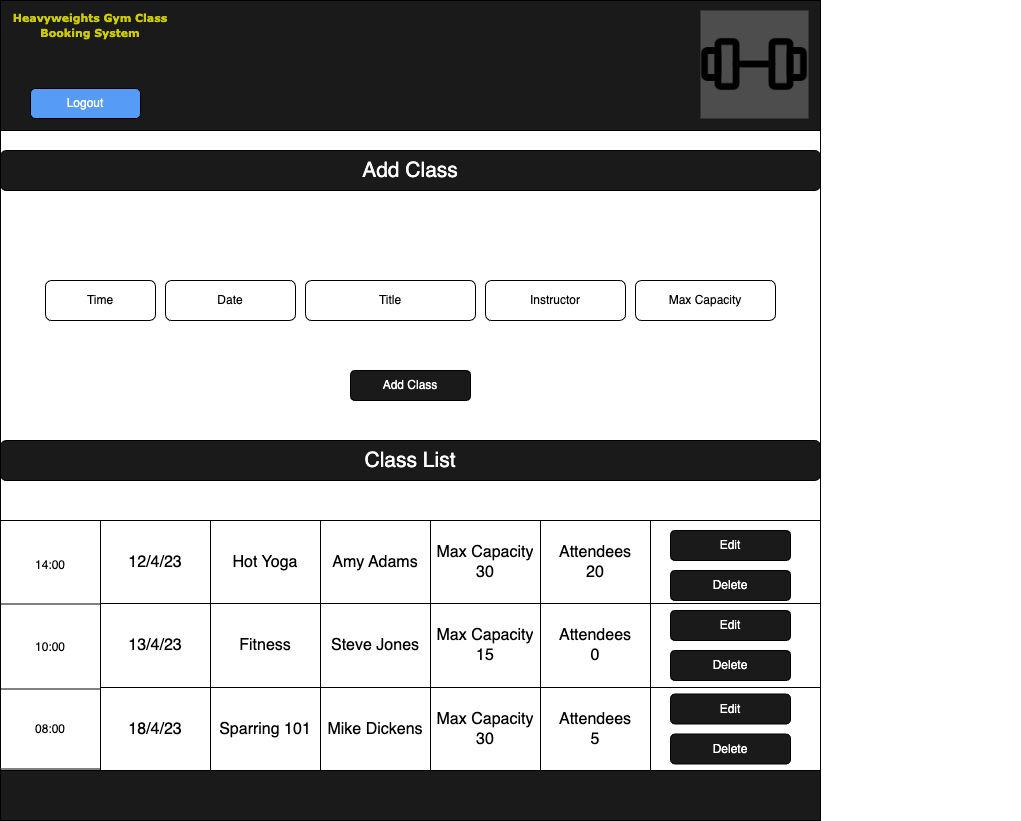 Heavyweights Gym Class
Booking System
Logout
Add Class
Time Date Title Instructor Max Capacity
Add Class
Class List
14:00 12/4/23 Hot Yoga Amy Adams Max Capacity 30 Attendees 20 Edit
Delete
10:00 13/4/23 Fitness Steve Jones Max Capacity 15 Attendees 0 Edit
Delete
08:00 18/4/23 Sparring 101 Mike Dickens Max Capacity 30 Attendees 5 Edit
Delete